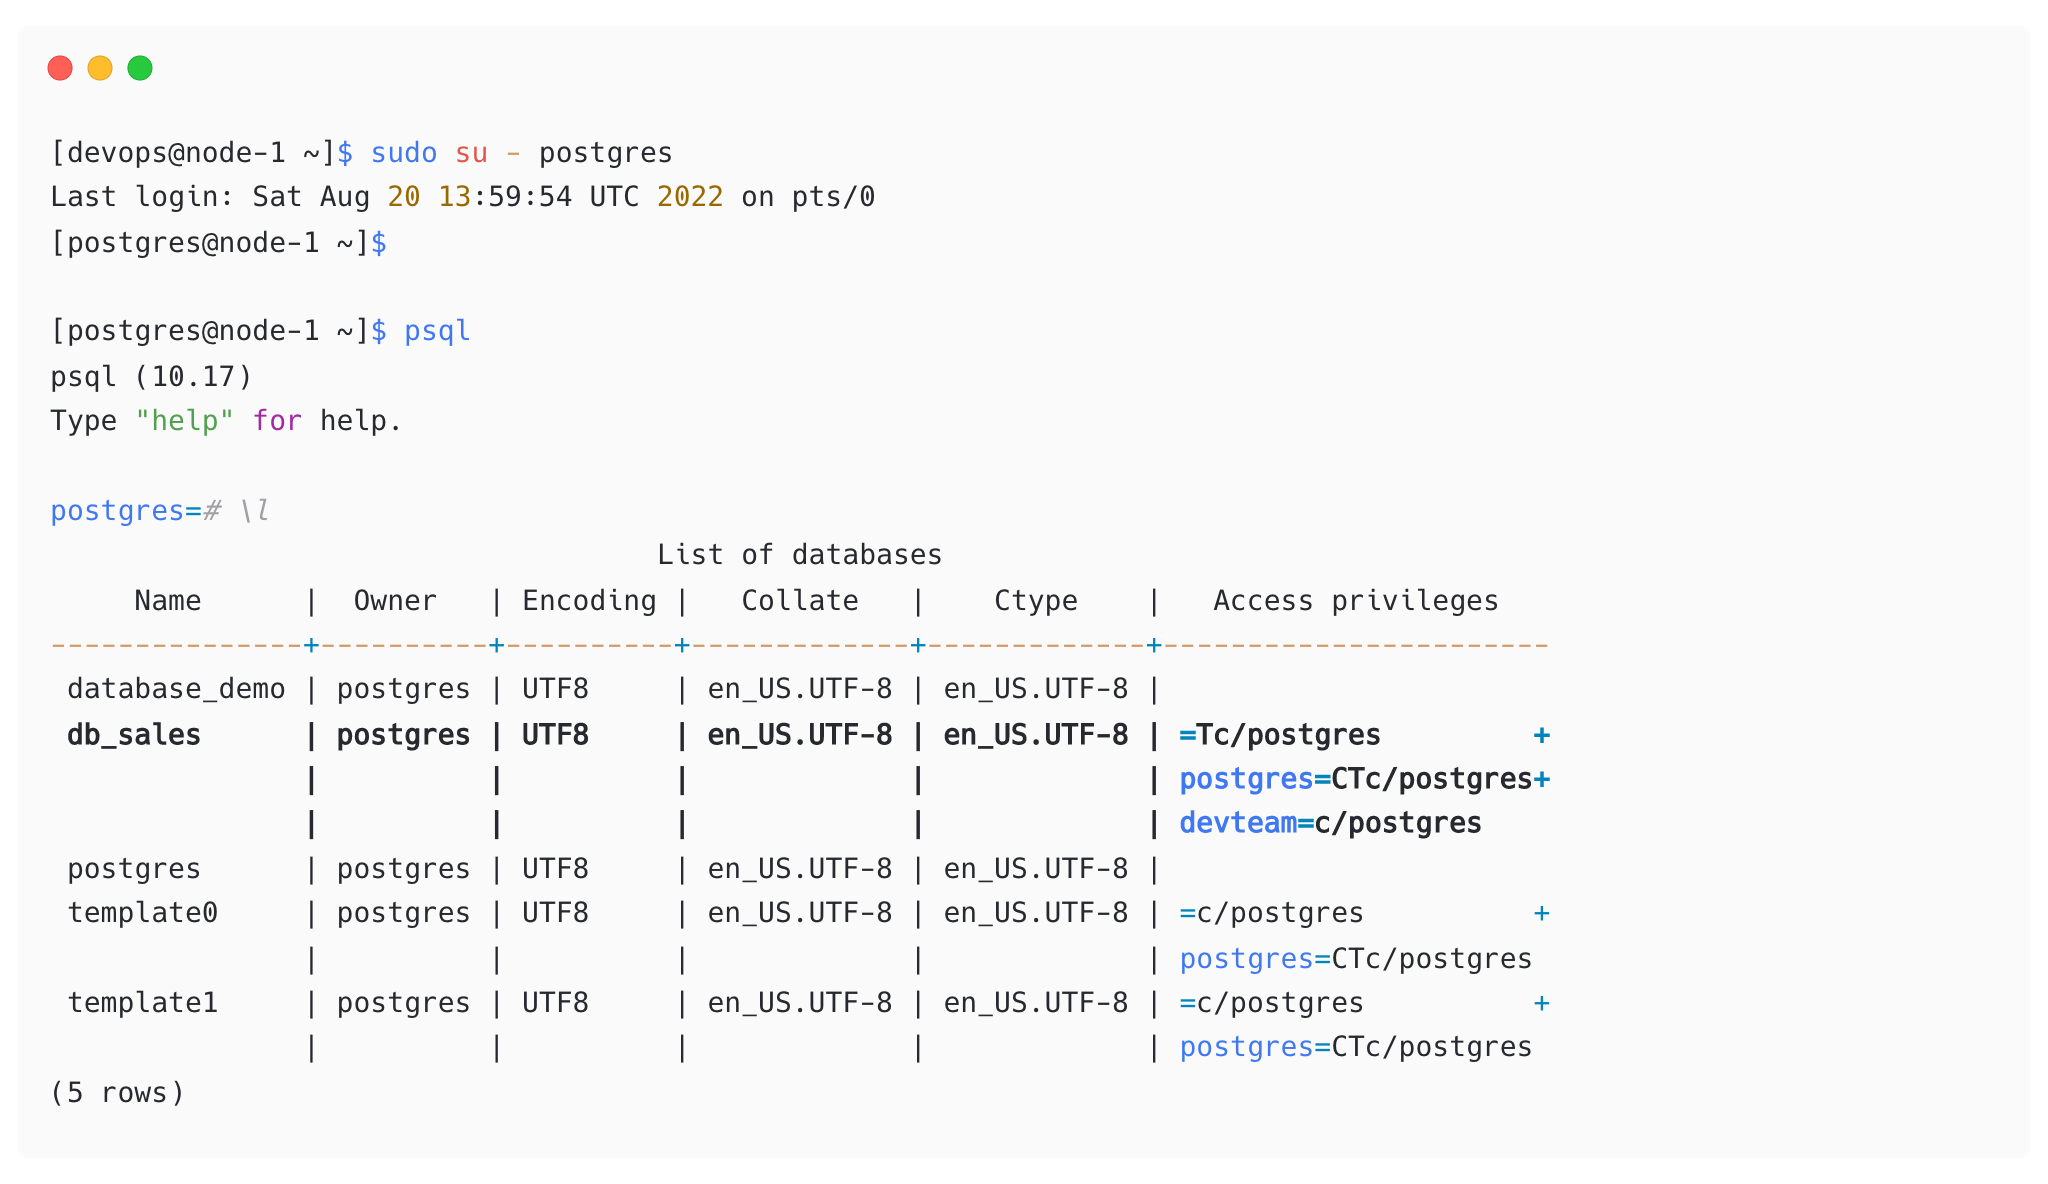 [devops@node-1 ~]$ sudo su - postgres
Last login: Sat Aug 20 13:59:54 UTC 2022 on pts/0
[postgres@node-1 ~]$

[postgres@node-1 ~]$ psql
psql (10.17)
Type "help" for help.

postgres=# \l
                                    List of databases
     Name      |  Owner   | Encoding |   Collate   |    Ctype    |   Access privileges
---------------+----------+----------+-------------+-------------+-----------------------
 database_demo | postgres | UTF8     | en_US.UTF-8 | en_US.UTF-8 |
 db_sales      | postgres | UTF8     | en_US.UTF-8 | en_US.UTF-8 | =Tc/postgres         +
               |          |          |             |             | postgres=CTc/postgres+
               |          |          |             |             | devteam=c/postgres
 postgres      | postgres | UTF8     | en_US.UTF-8 | en_US.UTF-8 |
 template0     | postgres | UTF8     | en_US.UTF-8 | en_US.UTF-8 | =c/postgres          +
               |          |          |             |             | postgres=CTc/postgres
 template1     | postgres | UTF8     | en_US.UTF-8 | en_US.UTF-8 | =c/postgres          +
               |          |          |             |             | postgres=CTc/postgres
(5 rows)